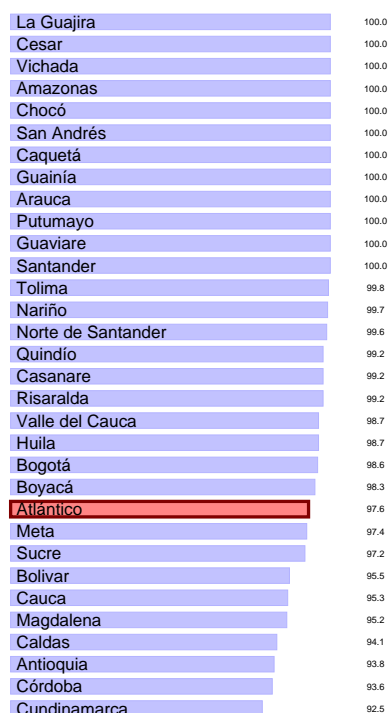 La Guajira 100.0
Cesar 100.0
Vichada 100.0
Amazonas 100.0
Chocó 100.0
San Andrés 100.0
Caquetá 100.0
Guainía 100.0
Arauca 100.0
Putumayo 100.0
Guaviare 100.0
Santander 100.0
Tolima 99.8
Nariño 99.7
Norte de Santander 99.6
Quindío 99.2
Casanare 99.2
Risaralda 99.2
Valle del Cauca 98.7
Huila 98.7
Bogotá 98.6
Boyacá 98.3
Atlántico 97.6
Meta 97.4
Sucre 97.2
Bolivar 95.5
Cauca 95.3
Magdalena 95.2
Caldas 94.1
Antioquia 93.8
Córdoba 93.6
Cundinamarca 92.5